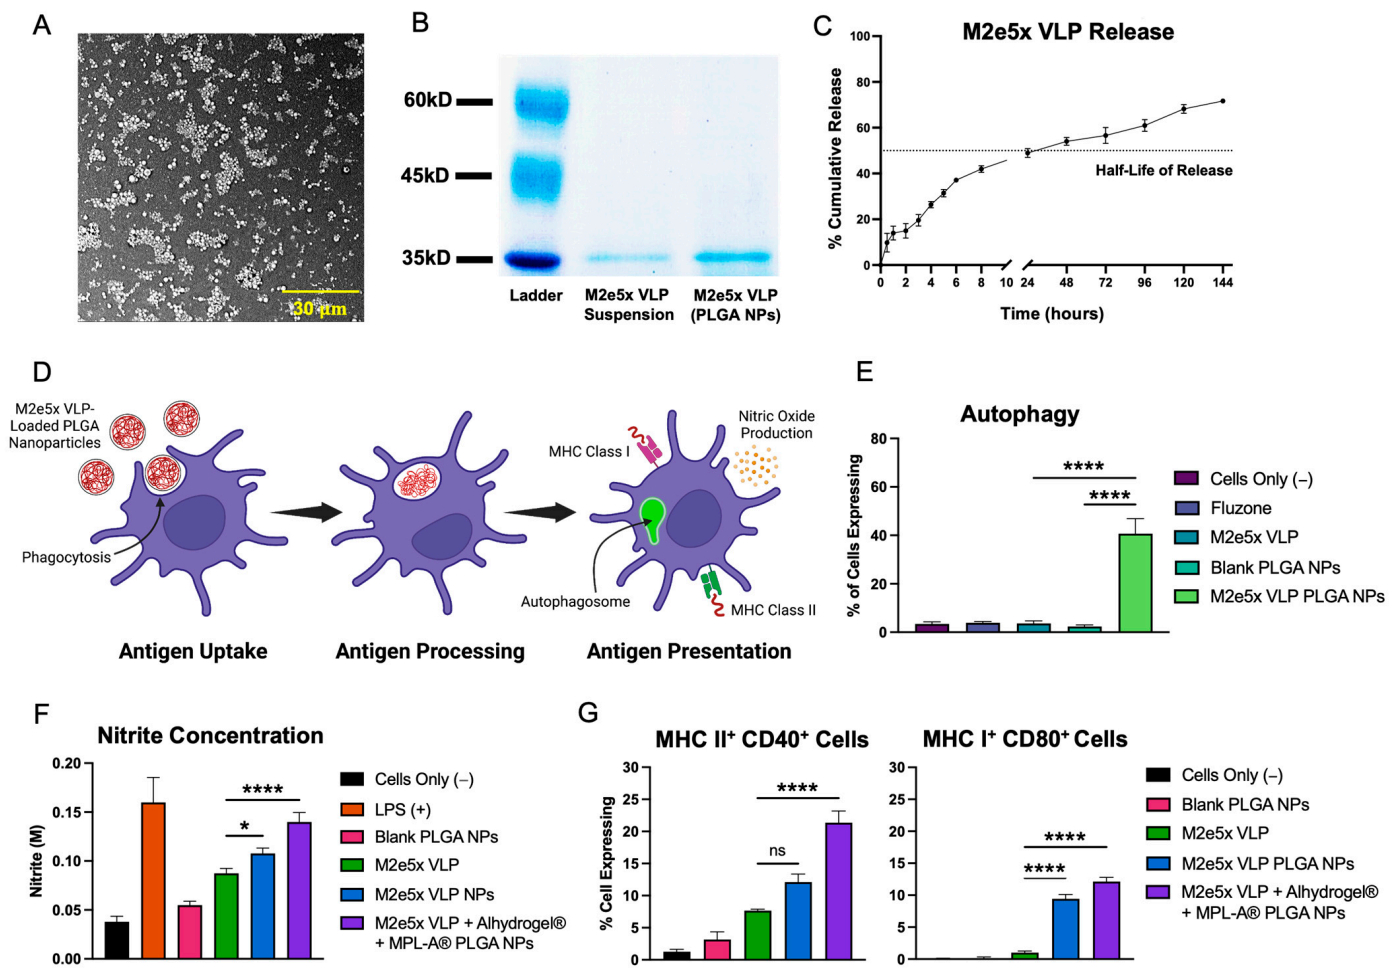 A
30 µm
B
60kD
45kD
35kD
Ladder
M2e5x VLP
Suspension
M2e5x VLP
(PLGA NPs)
C
M2e5x VLP Release
% Cumulative Release
100
80
60
40
20
0
Half-Life of Release
0 2 4 6 8 10 24 48 72 96 120 144
Time (hours)
D
M2e5x VLP-
Loaded PLGA
Nanoparticles
Phagocytosis
MHC Class I
Nitric Oxide
Production
Autophagosome
MHC Class II
Antigen Uptake
Antigen Processing
Antigen Presentation
E
Autophagy
% of Cells Expressing
80
60
40
20
0
****
****
Cells Only (−)
Fluzone
M2e5x VLP
Blank PLGA NPs
M2e5x VLP PLGA NPs
F
Nitrite Concentration
Nitrite (M)
0.20
0.15
0.10
0.05
0.00
****
*
Cells Only (−)
LPS (+)
Blank PLGA NPs
M2e5x VLP
M2e5x VLP NPs
M2e5x VLP + Alhydrogel®
+ MPL-A® PLGA NPs
G
MHC II⁺ CD40⁺ Cells
% Cell Expressing
30
25
20
15
10
5
0
****
ns
MHC I⁺ CD80⁺ Cells
30
25
20
15
10
5
0
****
****
Cells Only (−)
Blank PLGA NPs
M2e5x VLP
M2e5x VLP PLGA NPs
M2e5x VLP + Alhydrogel®
+ MPL-A® PLGA NPs